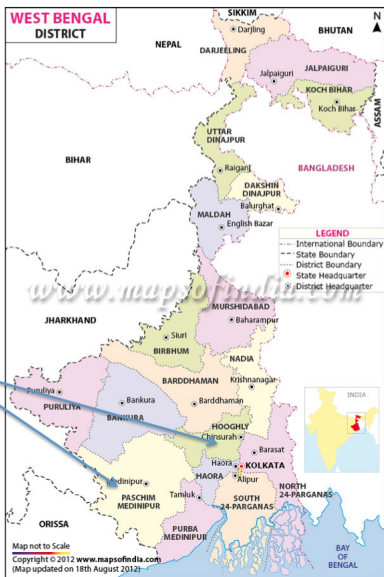 WEST BENGAL
DISTRICT
SIKKIM
N
Darjling
NEPAL
BHUTAN
DARJEELING
JALPAIGURI
Jalpaiguri
KOCH BIHAR
Koch Bihar
ASSAM
UTTAR
DINAJPUR
BIHAR
BANGLADESH
Raiganj
DAKSHIN
DINAJPUR
Balurghat
MALDAH
English Bazar
LEGEND
International Boundary
State Boundary
District Boundary
State Headquarter
District Headquarter
www.mapsofindia.com
MURSHIDABAD
Baharampur
JHARKHAND
Siuri
BIRBHUM
NADIA
Krishnanagar
BARDDHAMAN
Barddhaman
INDIA
Puruliya
PURULIYA
Bankura
BANKURA
HOOGHLY
Chinsurah
Barasat
Haora
KOLKATA
HAORA
Alipur
NORTH
24-PARGANAS
Medinipur
PASCHIM
MEDINIPUR
Tamluk
SOUTH
24-PARGANAS
ORISSA
PURBA
MEDINIPUR
BAY
OF
BENGAL
Map not to Scale
Copyright © 2012 www.mapsofindia.com
(Map updated on 18th August 2012)